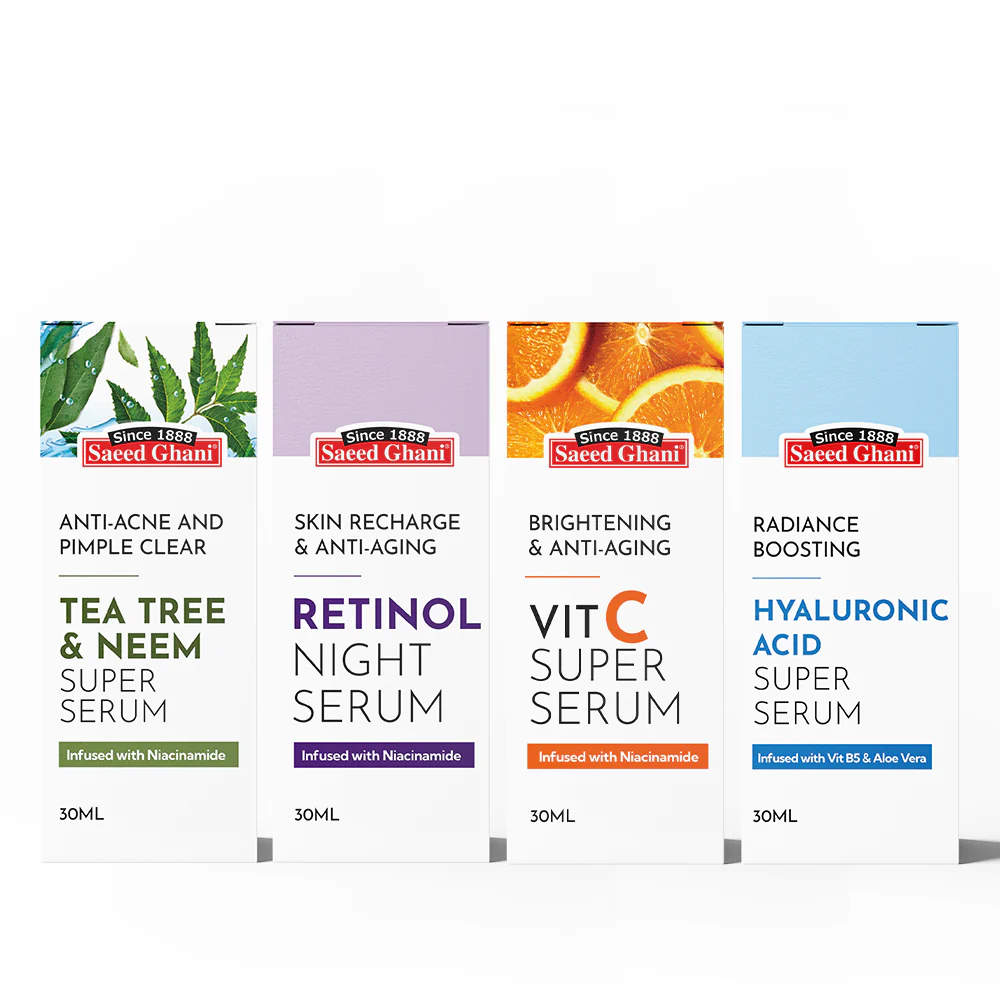 Since 1888
Saeed Ghani®
ANTI-ACNE AND
PIMPLE CLEAR
TEA TREE
& NEEM
SUPER
SERUM
Infused with Niacinamide
30ML
Since 1888
Saeed Ghani®
SKIN RECHARGE
& ANTI-AGING
RETINOL
NIGHT
SERUM
Infused with Niacinamide
30ML
Since 1888
Saeed Ghani®
BRIGHTENING
& ANTI-AGING
VIT C
SUPER
SERUM
Infused with Niacinamide
30ML
Since 1888
Saeed Ghani®
RADIANCE
BOOSTING
HYALURONIC
ACID
SUPER
SERUM
Infused with Vit B5 & Aloe Vera
30ML